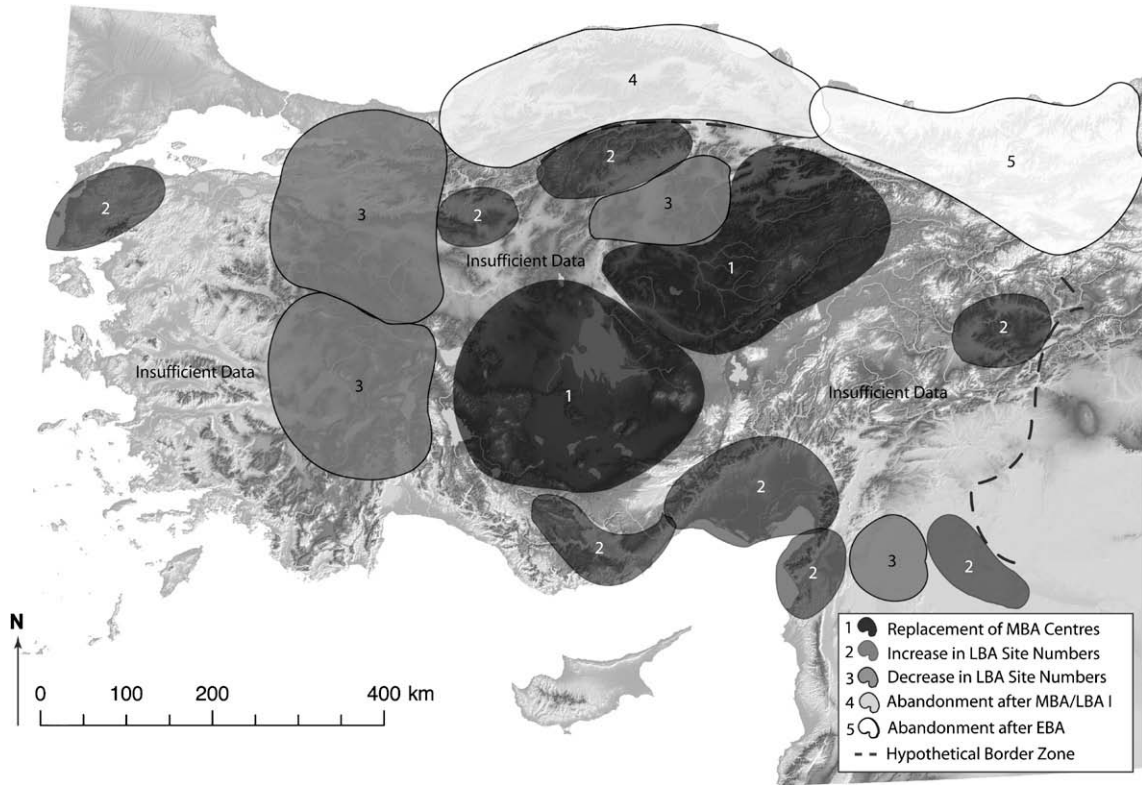 4
5
2
2
3
3
2
Insufficient Data
1
2
Insufficient Data
3
1
Insufficient Data
2
2
2
3
2
N
0 100 200 400 km
1 Replacement of MBA Centres
2 Increase in LBA Site Numbers
3 Decrease in LBA Site Numbers
4 Abandonment after MBA/LBA I
5 Abandonment after EBA
Hypothetical Border Zone